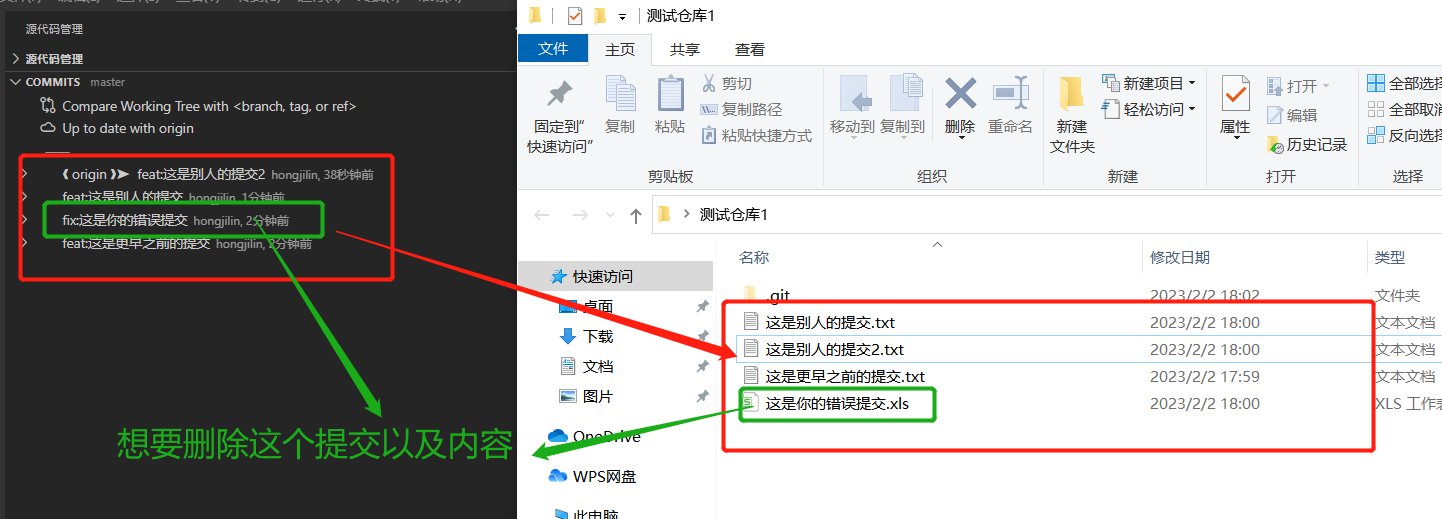 源代码管理
源代码管理
COMMITS master
Compare Working Tree with <branch, tag, or ref>
Up to date with origin
《 origin 》 feat:这是别人的提交2 hongjilin, 38秒钟前
feat:这是别人的提交 hongjilin, 1分钟前
fix:这是你的错误提交 hongjilin, 2分钟前
feat:这是更早之前的提交 hongjilin, 2分钟前
想要删除这个提交以及内容
测试仓库1
文件 主页 共享 查看
固定到“快速访问”
复制
粘贴
剪切
复制路径
粘贴快捷方式
剪贴板
移动到
复制到
删除
重命名
组织
新建
文件夹
新建项目
轻松访问
新建
属性
打开
编辑
历史记录
打开
全部选择
全部取消
反向选择
选择
测试仓库1
快速访问
桌面
下载
文档
图片
OneDrive
WPS网盘
此电脑
名称 修改日期 类型
.git 2023/2/2 18:02 文件夹
这是别人的提交.txt 2023/2/2 18:00 文本文档
这是别人的提交2.txt 2023/2/2 18:00 文本文档
这是更早之前的提交.txt 2023/2/2 17:59 文本文档
这是你的错误提交.xls 2023/2/2 18:00 XLS 工作表